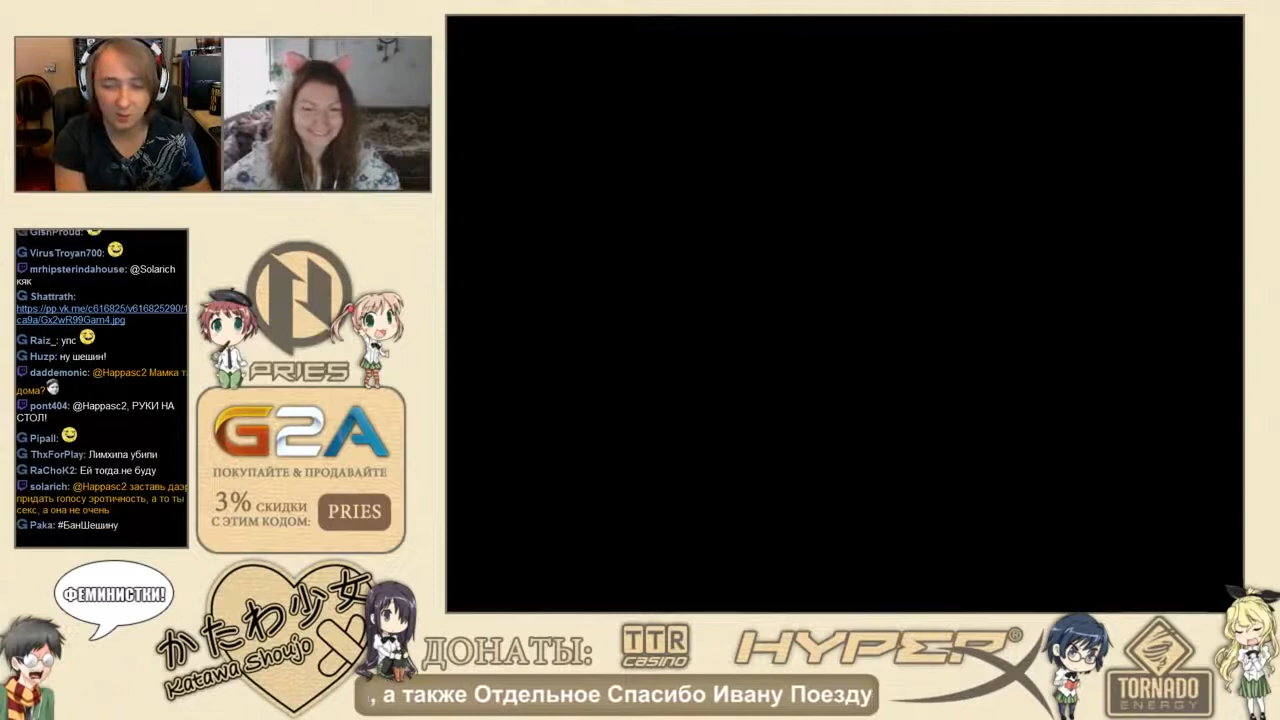 GishProud:
VirusTroyan700:
mrhipsterindahouse: @Solarich
кяк
Shattrath:
https://pp.vk.me/c616825/v616825290/1
ca9a/Gx2wR99Gam4.jpg
Raiz_: упс
Huzp: ну шешин!
daddemonic: @Happasc2 Мамка та
дома?
pont404: @Happasc2, РУКИ НА
СТОЛ!
Pipall:
ThxForPlay: Лимхипа убили
RaChoK2: Ей тогда.не буду
solarich: @Happasc2 заставь даэр
придать голосу эротичность, а то ты
секс, а она не очень
Paka: #БанШешину
PRIES
G2A
ПОКУПАЙТЕ & ПРОДАВАЙТЕ
3% СКИДКИ
С ЭТИМ КОДОМ:
PRIES
ФЕМИНИСТКИ!
かたわ少女
Katawa Shoujo
ДОНАТЫ:
TTR
CASINO
HYPERX®
TORNADO
ENERGY
, а также Отдельное Спасибо Ивану Поезду